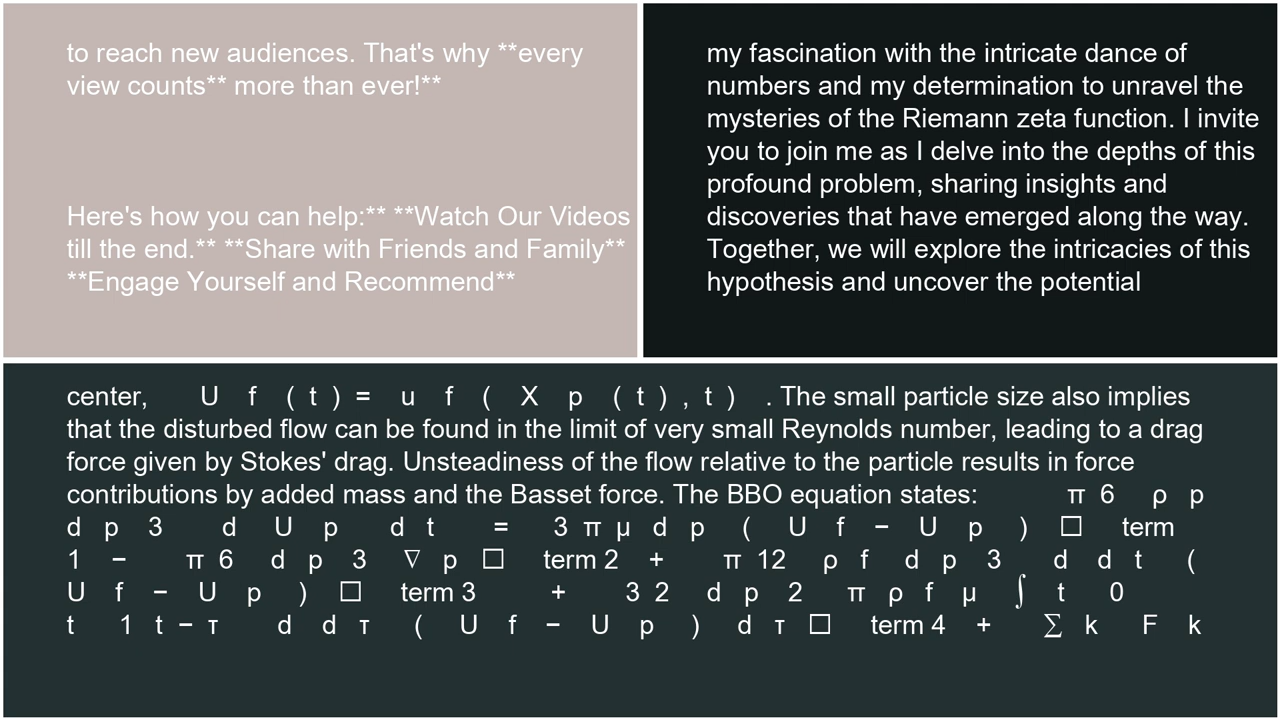 to reach new audiences. That's why **every
view counts** more than ever!**
Here's how you can help:** **Watch Our Videos
till the end.** **Share with Friends and Family**
**Engage Yourself and Recommend**
my fascination with the intricate dance of
numbers and my determination to unravel the
mysteries of the Riemann zeta function. I invite
you to join me as I delve into the depths of this
profound problem, sharing insights and
discoveries that have emerged along the way.
Together, we will explore the intricacies of this
hypothesis and uncover the potential
center, U f ( t ) = u f ( X p ( t ) , t ) . The small particle size also implies
that the disturbed flow can be found in the limit of very small Reynolds number, leading to a drag
force given by Stokes' drag. Unsteadiness of the flow relative to the particle results in force
contributions by added mass and the Basset force. The BBO equation states: π 6 ρ p
d p 3 d U p d t = 3 π μ d p ( U f − U p ) □ term
1 − π 6 d p 3 ∇ p □ term 2 + π 12 ρ f d p 3 d d t (
U f − U p ) □ term 3 + 3 2 d p 2 π ρ f μ ∫ t 0
t 1 t − τ d d τ ( U f − U p ) d τ □ term 4 + ∑ k F k